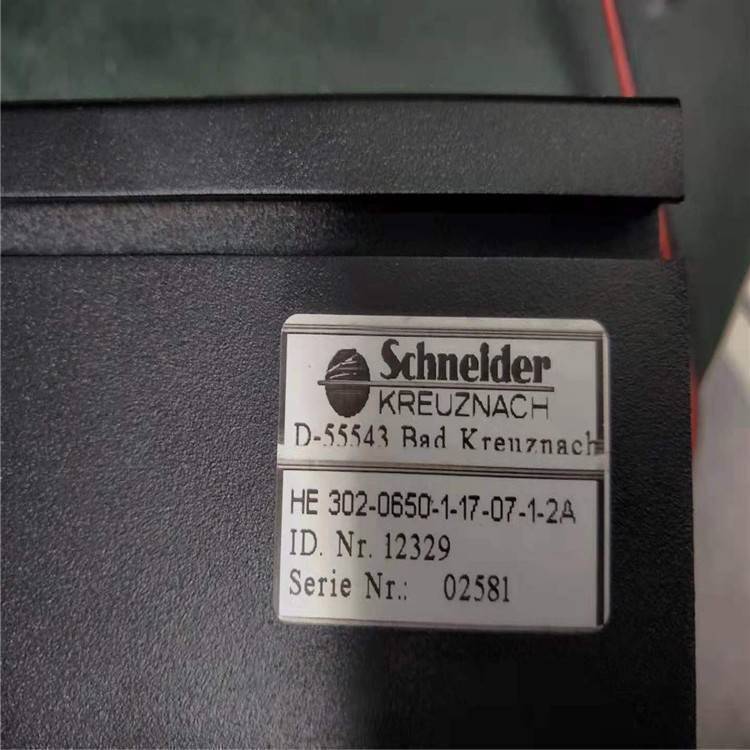 Schneider
KREUZNACH
D-55543 Bad Kreuznach
HE 302-0650-1-17-07-1-2A
ID. Nr. 12329
Serie Nr.: 02581